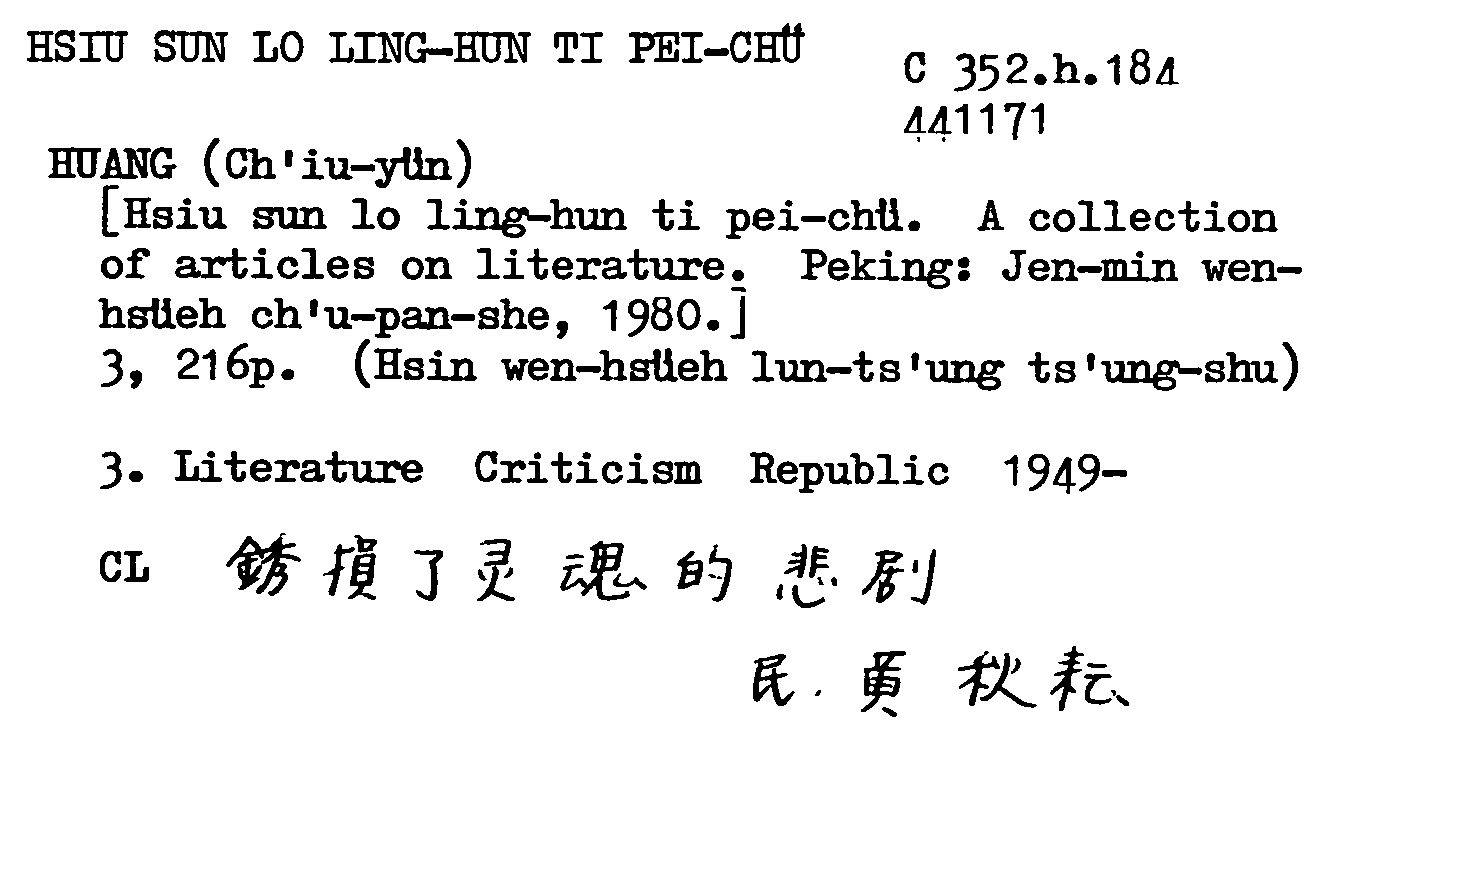 HSIU SUN LO LING-HUN TI PEI-CHÜ
C 352.h.184
441171
HUANG (Ch'iu-yün)
[Hsiu sun lo ling-hun ti pei-chü. A collection
of articles on literature. Peking: Jen-min wen-
hsüeh ch'u-pan-she, 1980.]
3, 216p. (Hsin wen-hsüeh lun-ts'ung ts'ung-shu)
3. Literature Criticism Republic 1949-
CL 銹損了灵魂的悲剧
民. 黄秋耘